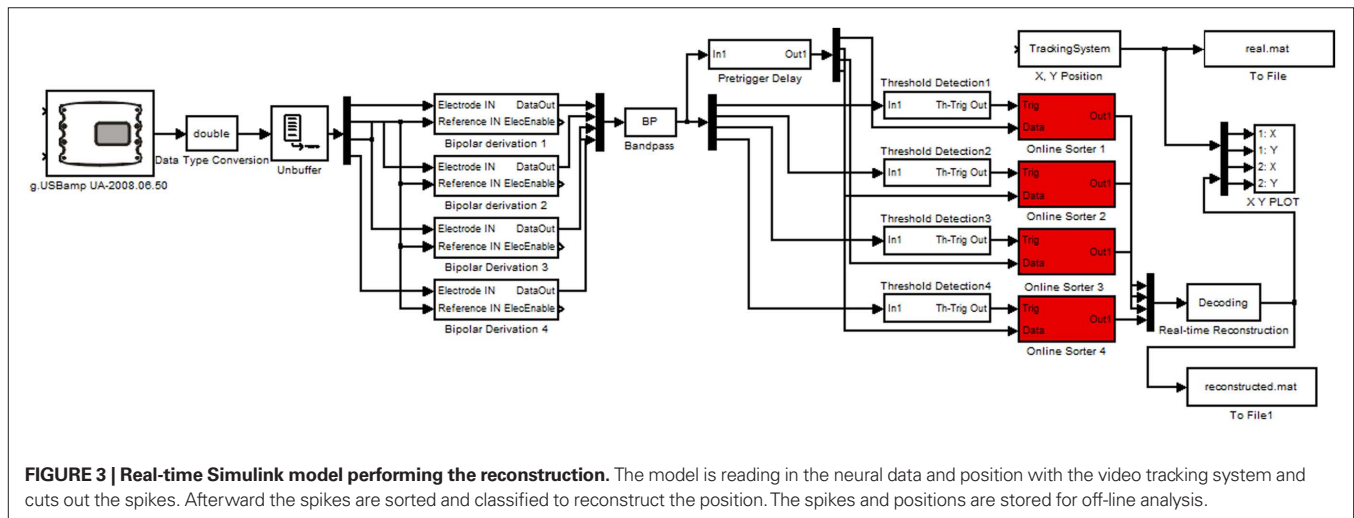 g.USBamp UA-2008.06.50
double
Data Type Conversion
Unbuffer
Electrode IN DataOut
Reference IN ElecEnable
Bipolar derivation 1
Electrode IN DataOut
Reference IN ElecEnable
Bipolar derivation 2
Electrode IN DataOut
Reference IN ElecEnable
Bipolar Derivation 3
Electrode IN DataOut
Reference IN ElecEnable
Bipolar Derivation 4
BP
Bandpass
In1 Out1
Pretrigger Delay
Threshold Detection1
In1 Th-Trig Out
Threshold Detection2
In1 Th-Trig Out
Threshold Detection3
In1 Th-Trig Out
Threshold Detection4
In1 Th-Trig Out
Trig
Out1
Data
Online Sorter 1
Trig
Out1
Data
Online Sorter 2
Trig
Out1
Data
Online Sorter 3
Trig
Out1
Data
Online Sorter 4
TrackingSystem
X, Y Position
real.mat
To File
1: X
1: Y
2: X
2: Y
X Y PLOT
Decoding
Real-time Reconstruction
reconstructed.mat
To File1
FIGURE 3 | Real-time Simulink model performing the reconstruction. The model is reading in the neural data and position with the video tracking system and
cuts out the spikes. Afterward the spikes are sorted and classified to reconstruct the position. The spikes and positions are stored for off-line analysis.